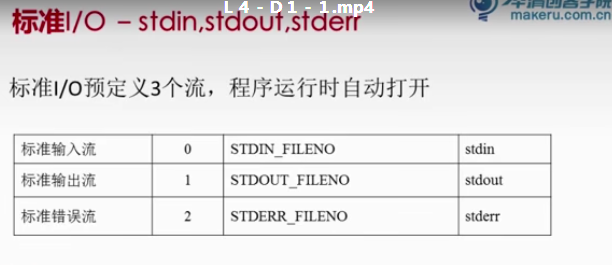 L 4 - D 1 - 1.mp4
标准I/O – stdin,stdout,stderr
makeru.com.cn
标准I/O预定义3个流，程序运行时自动打开
标准输入流 0 STDIN_FILENO stdin
标准输出流 1 STDOUT_FILENO stdout
标准错误流 2 STDERR_FILENO stderr